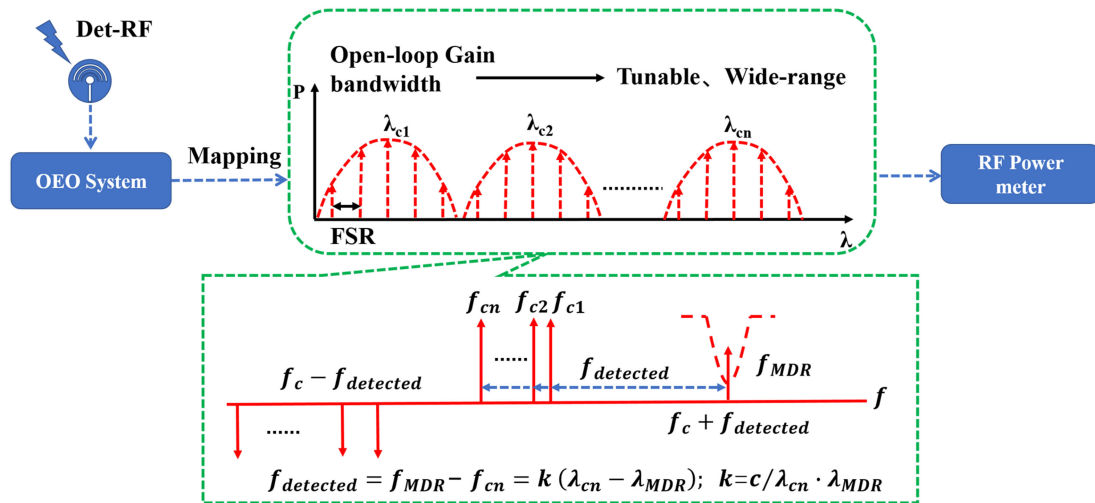 Det-RF
OEO System
Mapping
Open-loop Gain
bandwidth
Tunable、Wide-range
P
λc1
λc2
λcn
...........
FSR
λ
RF Power
meter
fcn
fc2
fc1
......
fdetected
fMDR
fc − fdetected
f
fc + fdetected
......
fdetected = fMDR − fcn = k (λcn − λMDR); k=c/λcn · λMDR